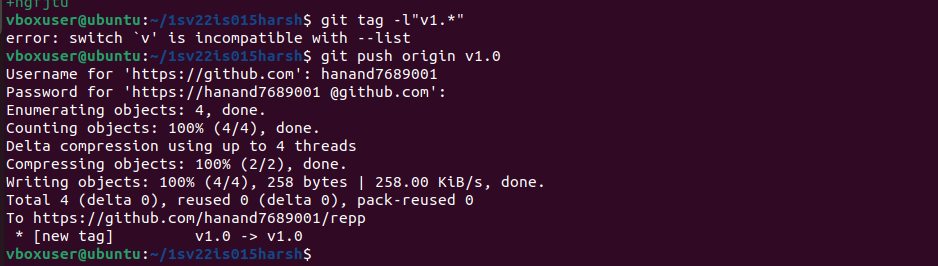 vboxuser@ubuntu:~/1sv22is015harsh$ git tag -l"v1.*"
error: switch `v' is incompatible with --list
vboxuser@ubuntu:~/1sv22is015harsh$ git push origin v1.0
Username for 'https://github.com': hanand7689001
Password for 'https://hanand7689001 @github.com':
Enumerating objects: 4, done.
Counting objects: 100% (4/4), done.
Delta compression using up to 4 threads
Compressing objects: 100% (2/2), done.
Writing objects: 100% (4/4), 258 bytes | 258.00 KiB/s, done.
Total 4 (delta 0), reused 0 (delta 0), pack-reused 0
To https://github.com/hanand7689001/repp
 * [new tag]         v1.0 -> v1.0
vboxuser@ubuntu:~/1sv22is015harsh$